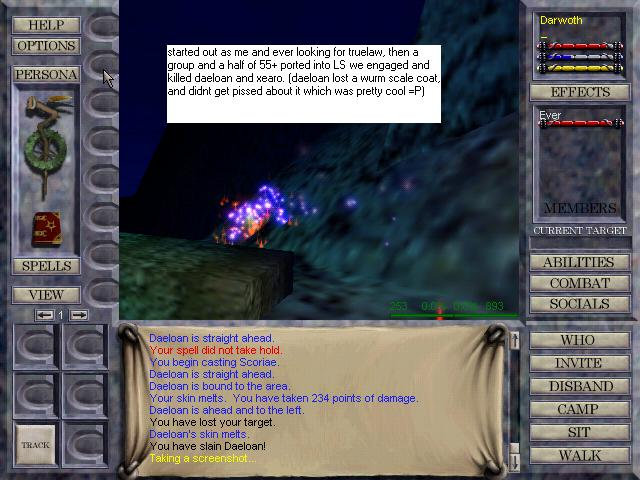 HELP
OPTIONS
PERSONA
SPELLS
VIEW
1
TRACK
started out as me and ever looking for truelaw, then a
group and a half of 55+ ported into LS we engaged and
killed daeloan and xearo. (daeloan lost a wurm scale coat,
and didnt get pissed about it which was pretty cool =P)
253
893
Daeloan is straight ahead.
Your spell did not take hold.
You begin casting Scoriae.
Daeloan is straight ahead.
Daeloan is bound to the area.
Your skin melts. You have taken 234 points of damage.
Daeloan is ahead and to the left.
You have lost your target.
Daeloan's skin melts.
You have slain Daeloan!
Taking a screenshot...
Darwoth
EFFECTS
Ever
MEMBERS
CURRENT TARGET
ABILITIES
COMBAT
SOCIALS
WHO
INVITE
DISBAND
CAMP
SIT
WALK